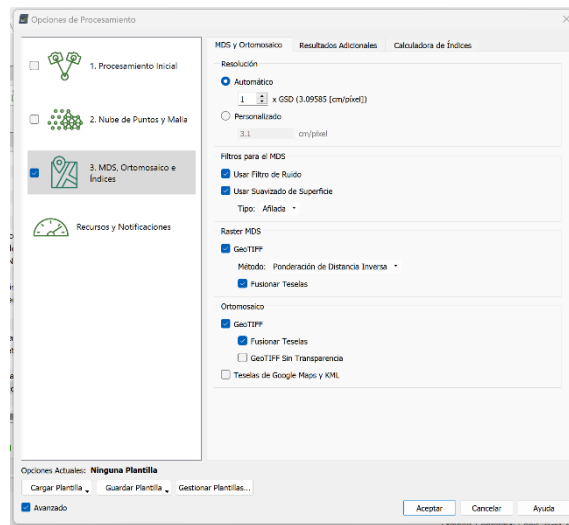 Opciones de Procesamiento
1. Procesamiento Inicial
2. Nube de Puntos y Malla
3. MDS, Ortomosaico e
Índices
Recursos y Notificaciones
MDS y Ortomosaico Resultados Adicionales Calculadora de Índices
Resolución
Automático
1 x GSD (3.09585 [cm/pixel])
Personalizado
3.1 cm/píxel
Filtros para el MDS
Usar Filtro de Ruido
Usar Suavizado de Superficie
Tipo: Afilada
Raster MDS
GeoTIFF
Método: Ponderación de Distancia Inversa
Fusionar Teselas
Ortomosaico
GeoTIFF
Fusionar Teselas
GeoTIFF Sin Transparencia
Teselas de Google Maps y KML
Opciones Actuales: Ninguna Plantilla
Cargar Plantilla Guardar Plantilla Gestionar Plantillas...
Avanzado
Aceptar Cancelar Ayuda